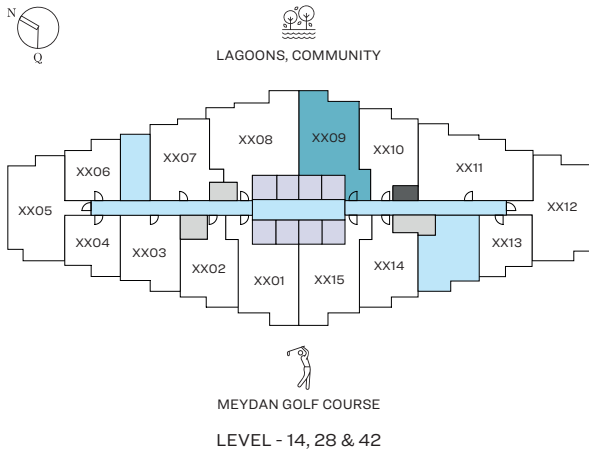 N
Q
LAGOONS, COMMUNITY
XX08
XX09
XX07
XX10
XX06
XX11
XX05
XX12
XX04
XX03
XX02
XX01
XX15
XX14
XX13
MEYDAN GOLF COURSE
LEVEL - 14, 28 & 42